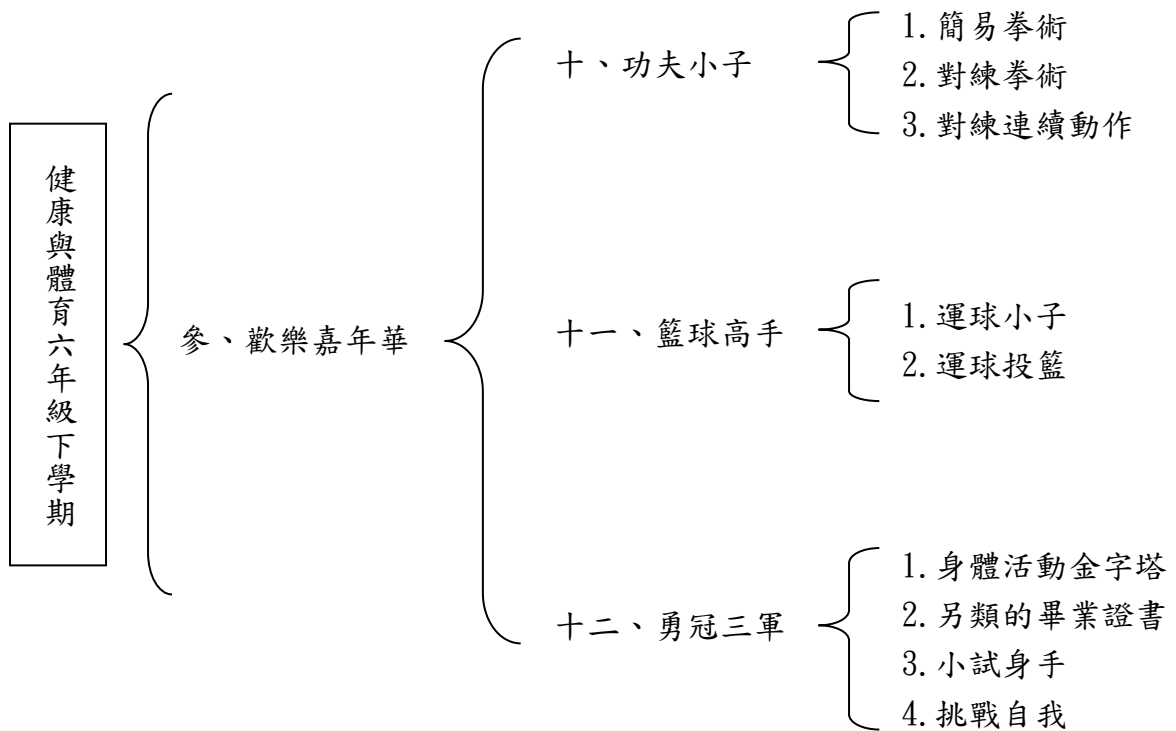 健康與體育六年級下學期
參、歡樂嘉年華
十、功夫小子
1.簡易拳術
2.對練拳術
3.對練連續動作
十一、籃球高手
1.運球小子
2.運球投籃
十二、勇冠三軍
1.身體活動金字塔
2.另類的畢業證書
3.小試身手
4.挑戰自我